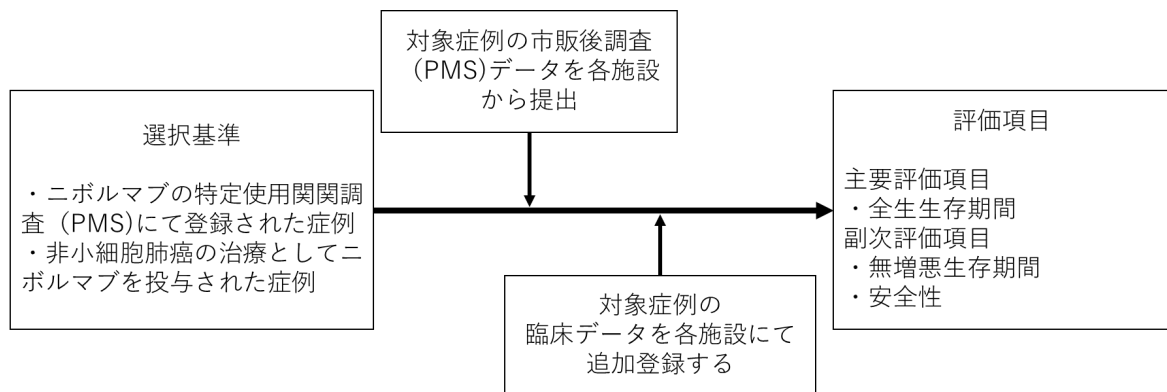 対象症例の市販後調査
(PMS)データを各施設
から提出
選択基準
・ニボルマブの特定使用関関調
査 (PMS)にて登録された症例
・非小細胞肺癌の治療としてニ
ボルマブを投与された症例
評価項目
主要評価項目
・全生生存期間
副次評価項目
・無増悪生存期間
・安全性
対象症例の
臨床データを各施設にて
追加登録する